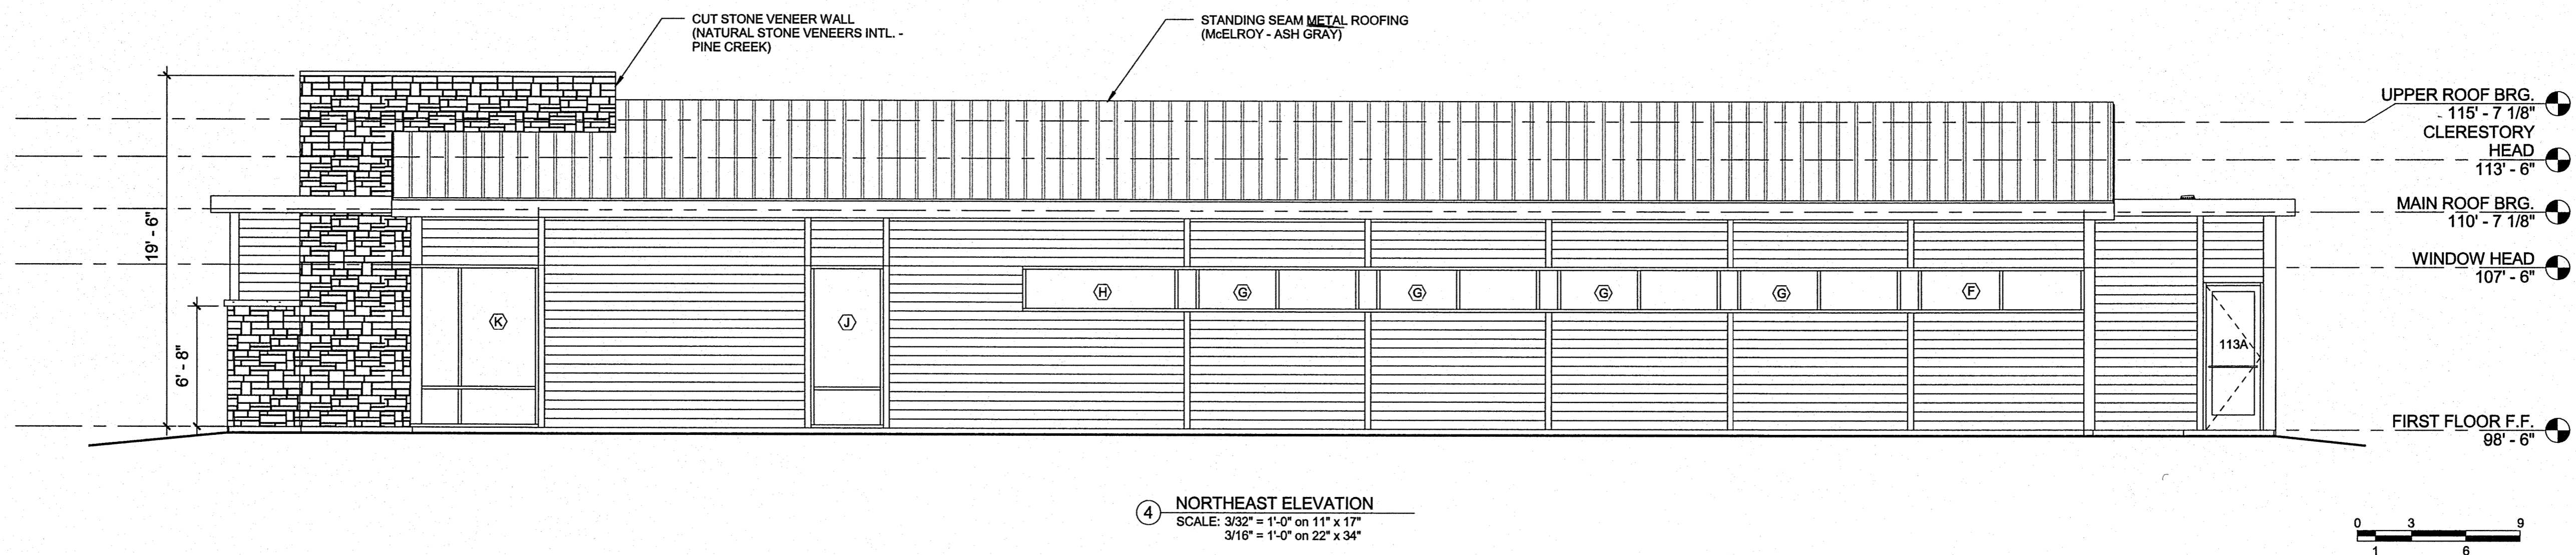 CUT STONE VENEER WALL
(NATURAL STONE VENEERS INTL. -
PINE CREEK)
STANDING SEAM METAL ROOFING
(McELROY - ASH GRAY)
UPPER ROOF BRG.
115' - 7 1/8"
CLERESTORY
HEAD
113' - 6"
MAIN ROOF BRG.
110' - 7 1/8"
WINDOW HEAD
107' - 6"
FIRST FLOOR F.F.
98' - 6"
19' - 6"
6' - 8"
K
J
H
G
G
G
G
F
113A
4
NORTHEAST ELEVATION
SCALE: 3/32" = 1'-0" on 11" x 17"
3/16" = 1'-0" on 22" x 34"
0 3 9
1 6